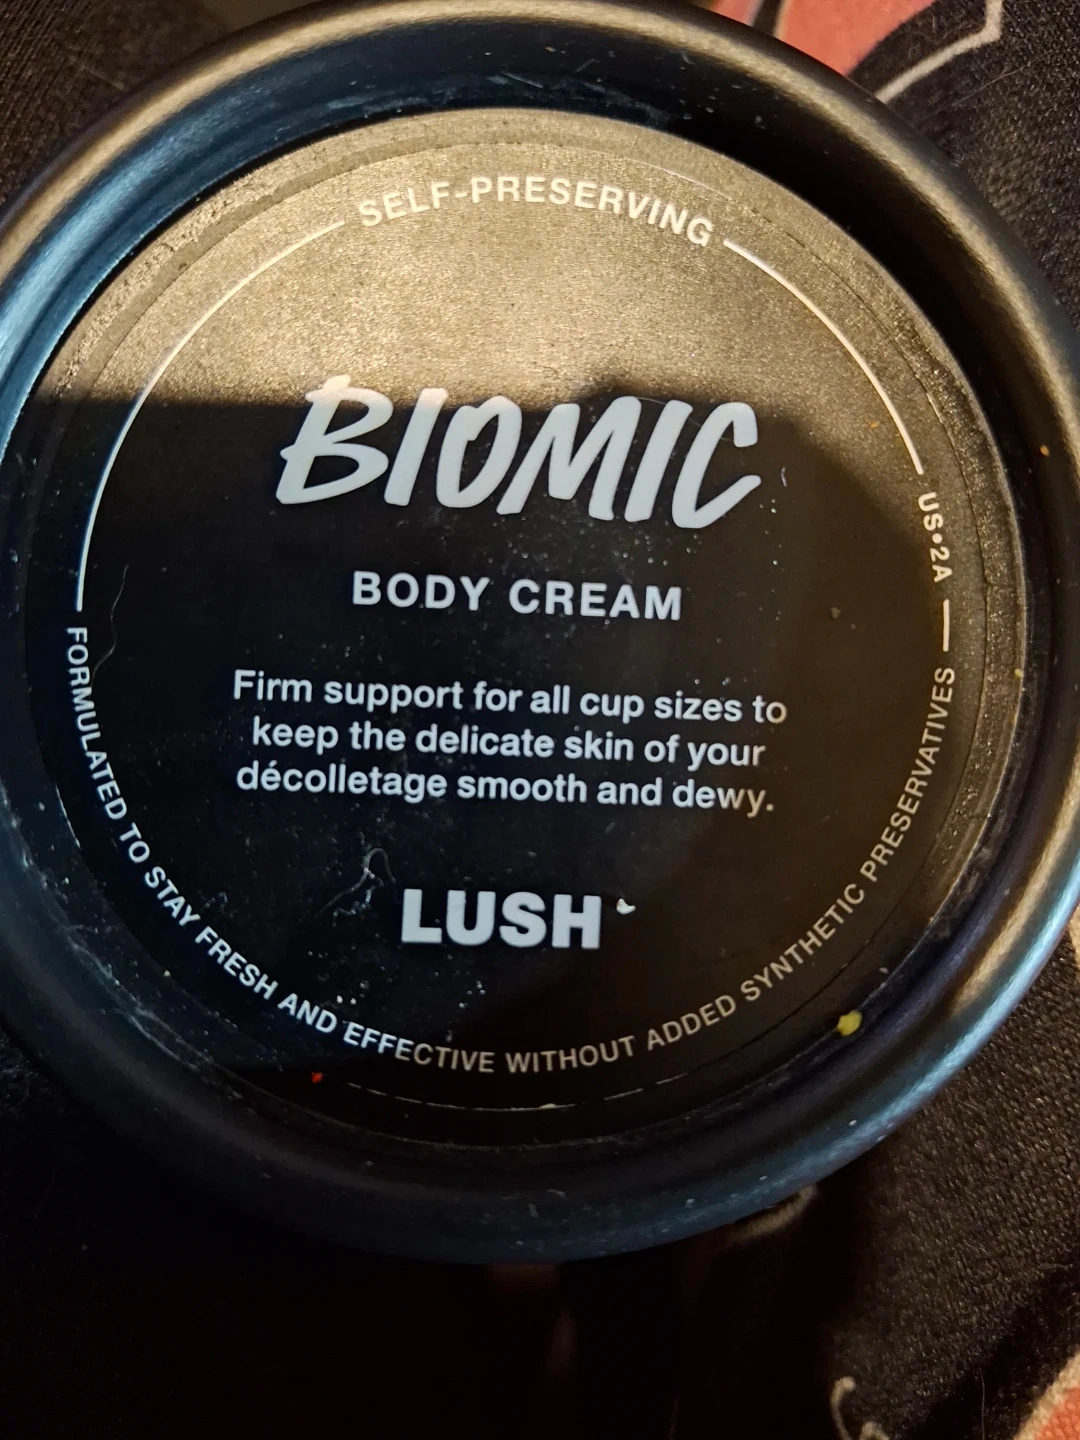 SELF-PRESERVING
BIOMIC
BODY CREAM
Firm support for all cup sizes to
keep the delicate skin of your
décolletage smooth and dewy.
LUSH
US•2A
FORMULATED TO STAY FRESH AND EFFECTIVE WITHOUT ADDED SYNTHETIC PRESERVATIVES